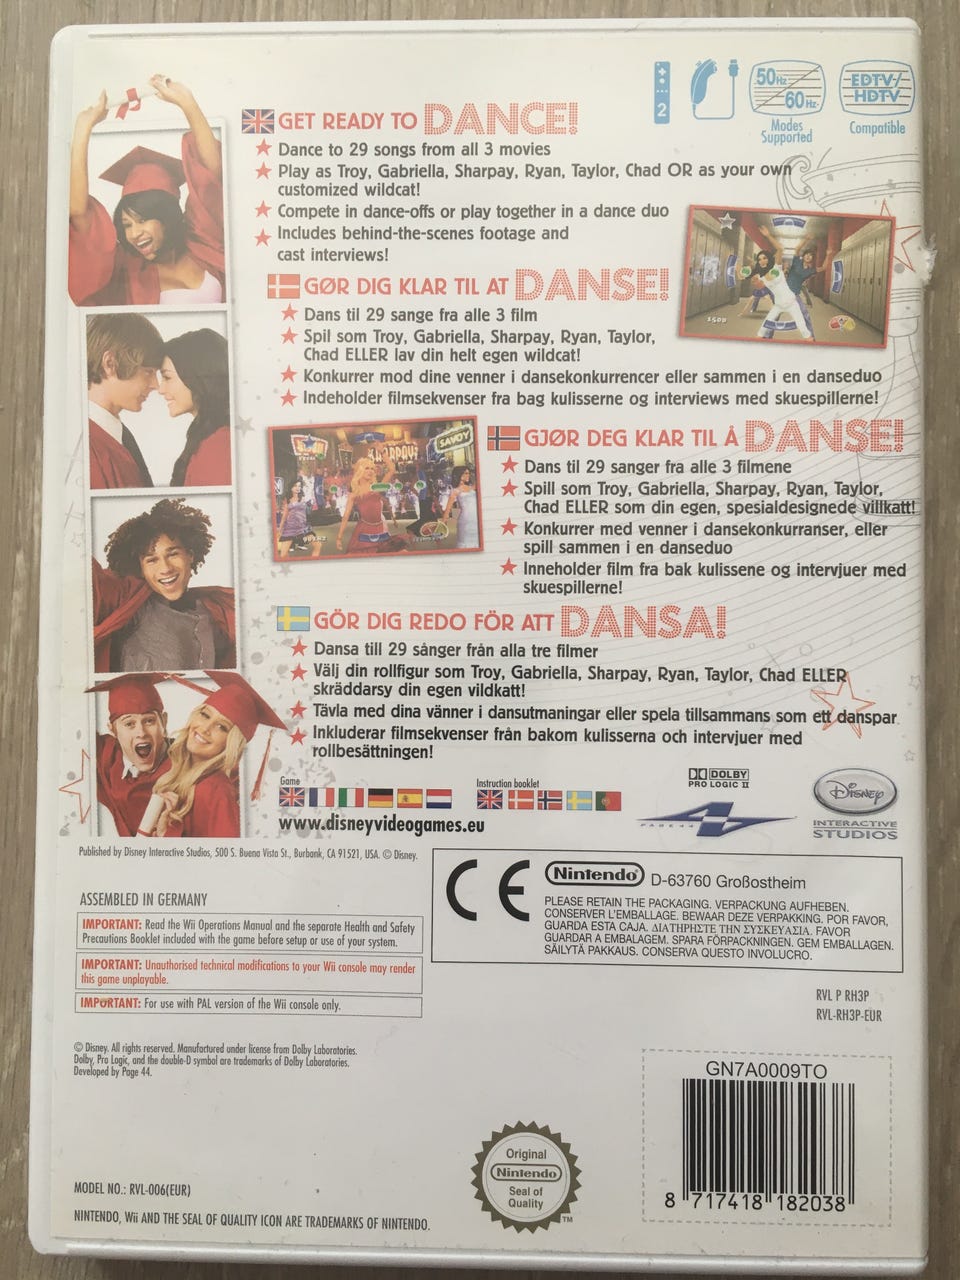 50Hz
60Hz
EDTV/
HDTV
2
Modes
Supported
Compatible
GET READY TO DANCE!
Dance to 29 songs from all 3 movies
Play as Troy, Gabriella, Sharpay, Ryan, Taylor, Chad OR as your own
customized wildcat!
Compete in dance-offs or play together in a dance duo
Includes behind-the-scenes footage and
cast interviews!
GØR DIG KLAR TIL AT DANSE!
Dans til 29 sange fra alle 3 film
Spil som Troy, Gabriella, Sharpay, Ryan, Taylor,
Chad ELLER lav din helt egen wildcat!
Konkurrer mod dine venner i dansekonkurrencer eller sammen i en danseduo
Indeholder filmsekvenser fra bag kulisserne og interviews med skuespillerne!
SAVOY
GJØR DEG KLAR TIL Å DANSE!
Dans til 29 sanger fra alle 3 filmene
Spill som Troy, Gabriella, Sharpay, Ryan, Taylor,
Chad ELLER som din egen, spesialdesignede villkatt!
Konkurrer med venner i dansekonkurranser, eller
spill sammen i en danseduo
Inneholder film fra bak kulissene og intervjuer med
skuespillerne!
GÖR DIG REDO FÖR ATT DANSA!
Dansa till 29 sånger från alla tre filmer
Välj din rollfigur som Troy, Gabriella, Sharpay, Ryan, Taylor, Chad ELLER
skräddarsy din egen vildkatt!
Tävla med dina vänner i dansutmaningar eller spela tillsammans som ett danspar
Inkluderar filmsekvenser från bakom kulisserna och intervjuer med
rollbesättningen!
Game
Instruction booklet
www.disneyvideogames.eu
DOLBY
PRO LOGIC II
PAGE 44
Disney
INTERACTIVE
STUDIOS
Published by Disney Interactive Studios, 500 S. Buena Vista St., Burbank, CA 91521, USA. © Disney.
ASSEMBLED IN GERMANY
IMPORTANT: Read the Wii Operations Manual and the separate Health and Safety
Precautions Booklet included with the game before setup or use of your system.
IMPORTANT: Unauthorised technical modifications to your Wii console may render
this game unplayable.
IMPORTANT: For use with PAL version of the Wii console only.
CE
Nintendo D-63760 Großostheim
PLEASE RETAIN THE PACKAGING. VERPACKUNG AUFHEBEN.
CONSERVER L'EMBALLAGE. BEWAAR DEZE VERPAKKING. POR FAVOR,
GUARDA ESTA CAJA. ΔΙΑΤΗΡΗΣΤΕ ΤΗΝ ΣΥΣΚΕΥΑΣΙΑ. FAVOR
GUARDAR A EMBALAGEM. SPARA FÖRPACKNINGEN. GEM EMBALLAGEN.
SÄILYTÄ PAKKAUS. CONSERVA QUESTO INVOLUCRO.
RVL P RH3P
RVL-RH3P-EUR
© Disney. All rights reserved. Manufactured under license from Dolby Laboratories.
Dolby, Pro Logic, and the double-D symbol are trademarks of Dolby Laboratories.
Developed by Page 44.
GN7A0009TO
8 717418 182038
Original
Nintendo
Seal of
Quality
TM
MODEL NO.: RVL-006(EUR)
NINTENDO, Wii AND THE SEAL OF QUALITY ICON ARE TRADEMARKS OF NINTENDO.